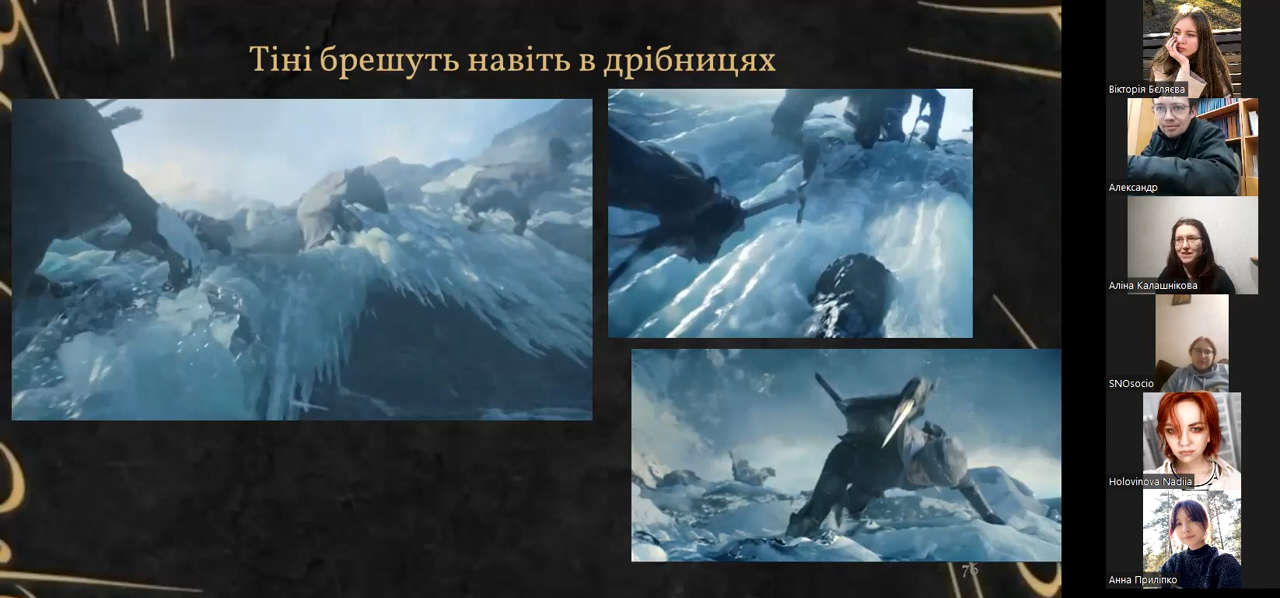 Тіні брешуть навіть в дрібницях
Вікторія Бєляєва
Александр
Аліна Калашнікова
SNOsocio
Holovinova Nadiia
Анна Приліпко